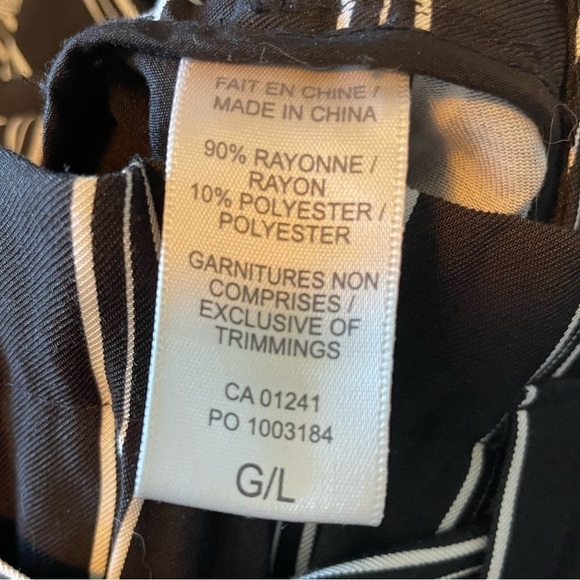 FAIT EN CHINE /
MADE IN CHINA
90% RAYONNE /
RAYON
10% POLYESTER /
POLYESTER
GARNITURES NON
COMPRISES /
EXCLUSIVE OF
TRIMMINGS
CA 01241
PO 1003184
G/L